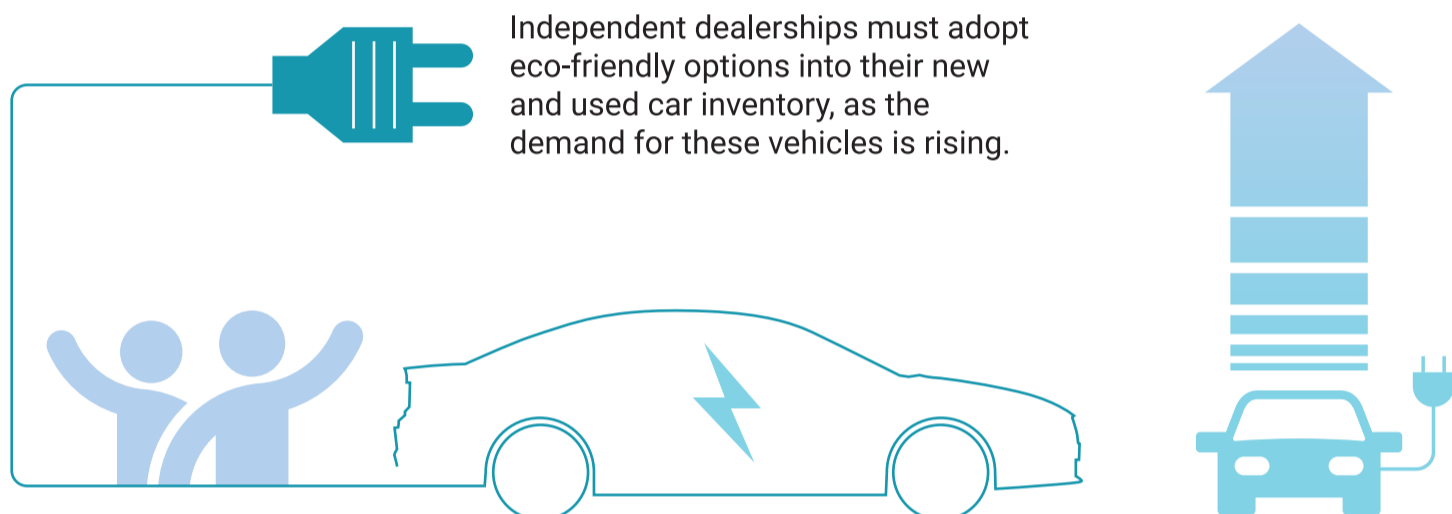 Independent dealerships must adopt
eco-friendly options into their new
and used car inventory, as the
demand for these vehicles is rising.